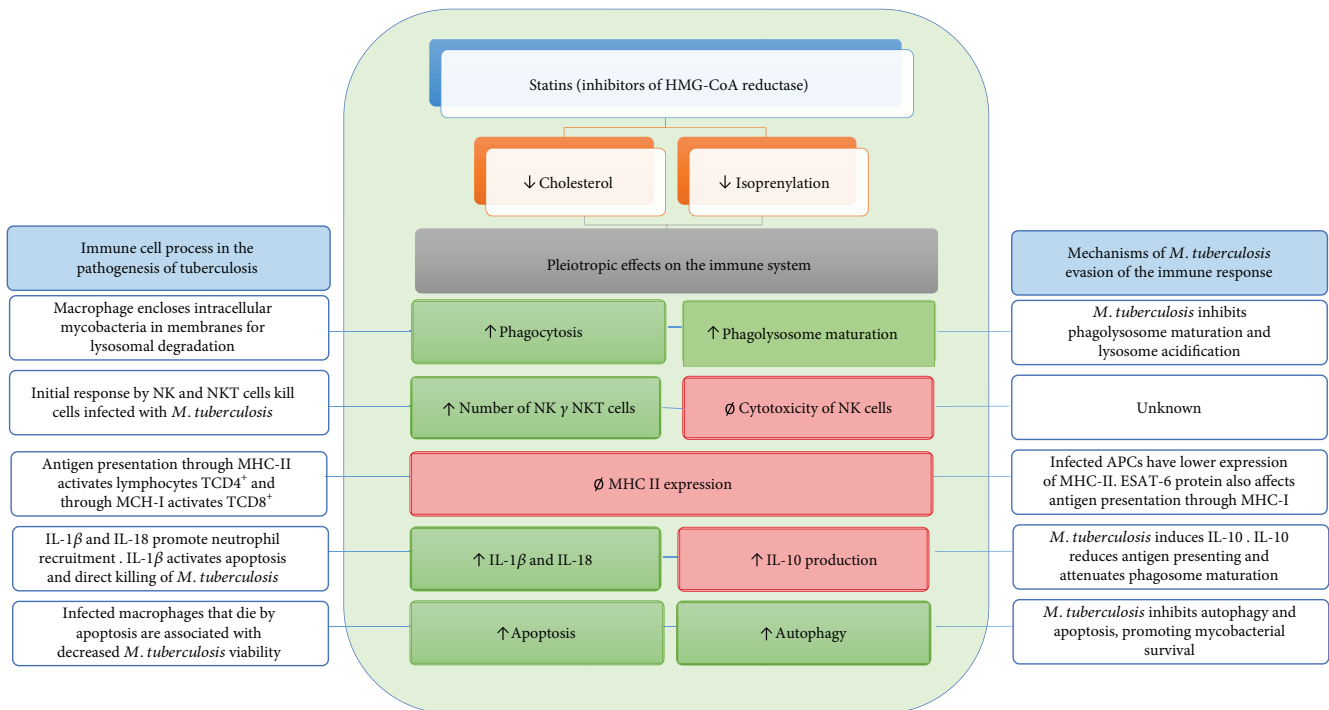 Statins (inhibitors of HMG-CoA reductase)
↓ Cholesterol
↓ Isoprenylation
Pleiotropic effects on the immune system
Immune cell process in the
pathogenesis of tuberculosis
Mechanisms of M. tuberculosis
evasion of the immune response
Macrophage encloses intracellular
mycobacteria in membranes for
lysosomal degradation
↑ Phagocytosis
↑ Phagolysosome maturation
M. tuberculosis inhibits
phagolysosome maturation and
lysosome acidification
Initial response by NK and NKT cells kill
cells infected with M. tuberculosis
↑ Number of NK γ NKT cells
Ø Cytotoxicity of NK cells
Unknown
Antigen presentation through MHC-II
activates lymphocytes TCD4⁺ and
through MCH-I activates TCD8⁺
Ø MHC II expression
Infected APCs have lower expression
of MHC-II. ESAT-6 protein also affects
antigen presentation through MHC-I
IL-1β and IL-18 promote neutrophil
recruitment . IL-1β activates apoptosis
and direct killing of M. tuberculosis
↑ IL-1β and IL-18
↑ IL-10 production
M. tuberculosis induces IL-10 . IL-10
reduces antigen presenting and
attenuates phagosome maturation
Infected macrophages that die by
apoptosis are associated with
decreased M. tuberculosis viability
↑ Apoptosis
↑ Autophagy
M. tuberculosis inhibits autophagy and
apoptosis, promoting mycobacterial
survival